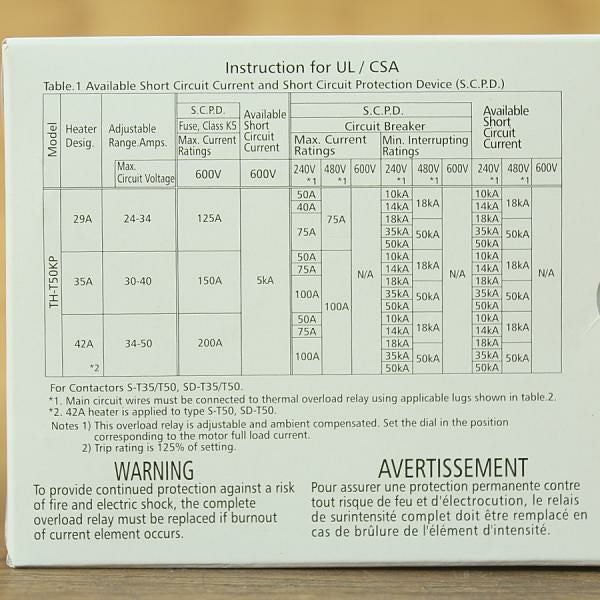 Instruction for UL / CSA
Table.1 Available Short Circuit Current and Short Circuit Protection Device (S.C.P.D.)
Model Heater Desig. Adjustable Range.Amps. S.C.P.D. Available Short Circuit Current S.C.P.D. Available Short Circuit Current
Fuse, Class K5 Circuit Breaker
Max. Current Ratings Max. Current Ratings Min. Interrupting Ratings
Max. Circuit Voltage 600V 600V 240V 480V 600V 240V 480V 600V 240V 480V 600V
*1 *1 *1 *1 *1 *1
TH-T50KP 29A 24-34 125A 5kA 50A 75A N/A 10kA 18kA N/A 10kA 18kA N/A
40A 14kA 14kA
75A 18kA 50kA 18kA 50kA
35kA 35kA
50kA 50kA
35A 30-40 150A 50A 100A 10kA 18kA 10kA 18kA
75A 14kA 14kA
100A 18kA 18kA
35kA 50kA 35kA 50kA
50kA 50kA
42A 34-50 200A 50A 10kA 18kA 10kA 18kA
*2 75A 14kA 14kA
100A 18kA 18kA
35kA 50kA 35kA 50kA
50kA 50kA
For Contactors S-T35/T50, SD-T35/T50.
*1. Main circuit wires must be connected to thermal overload relay using applicable lugs shown in table.2.
*2. 42A heater is applied to type S-T50, SD-T50.
Notes 1) This overload relay is adjustable and ambient compensated. Set the dial in the position
corresponding to the motor full load current.
2) Trip rating is 125% of setting.
WARNING
To provide continued protection against a risk
of fire and electric shock, the complete
overload relay must be replaced if burnout
of current element occurs.
AVERTISSEMENT
Pour assurer une protection permanente contre
tout risque de feu et d'électrocution, le relais
de surintensité complet doit être remplacé en
cas de brûlure de l'élément d'intensité.